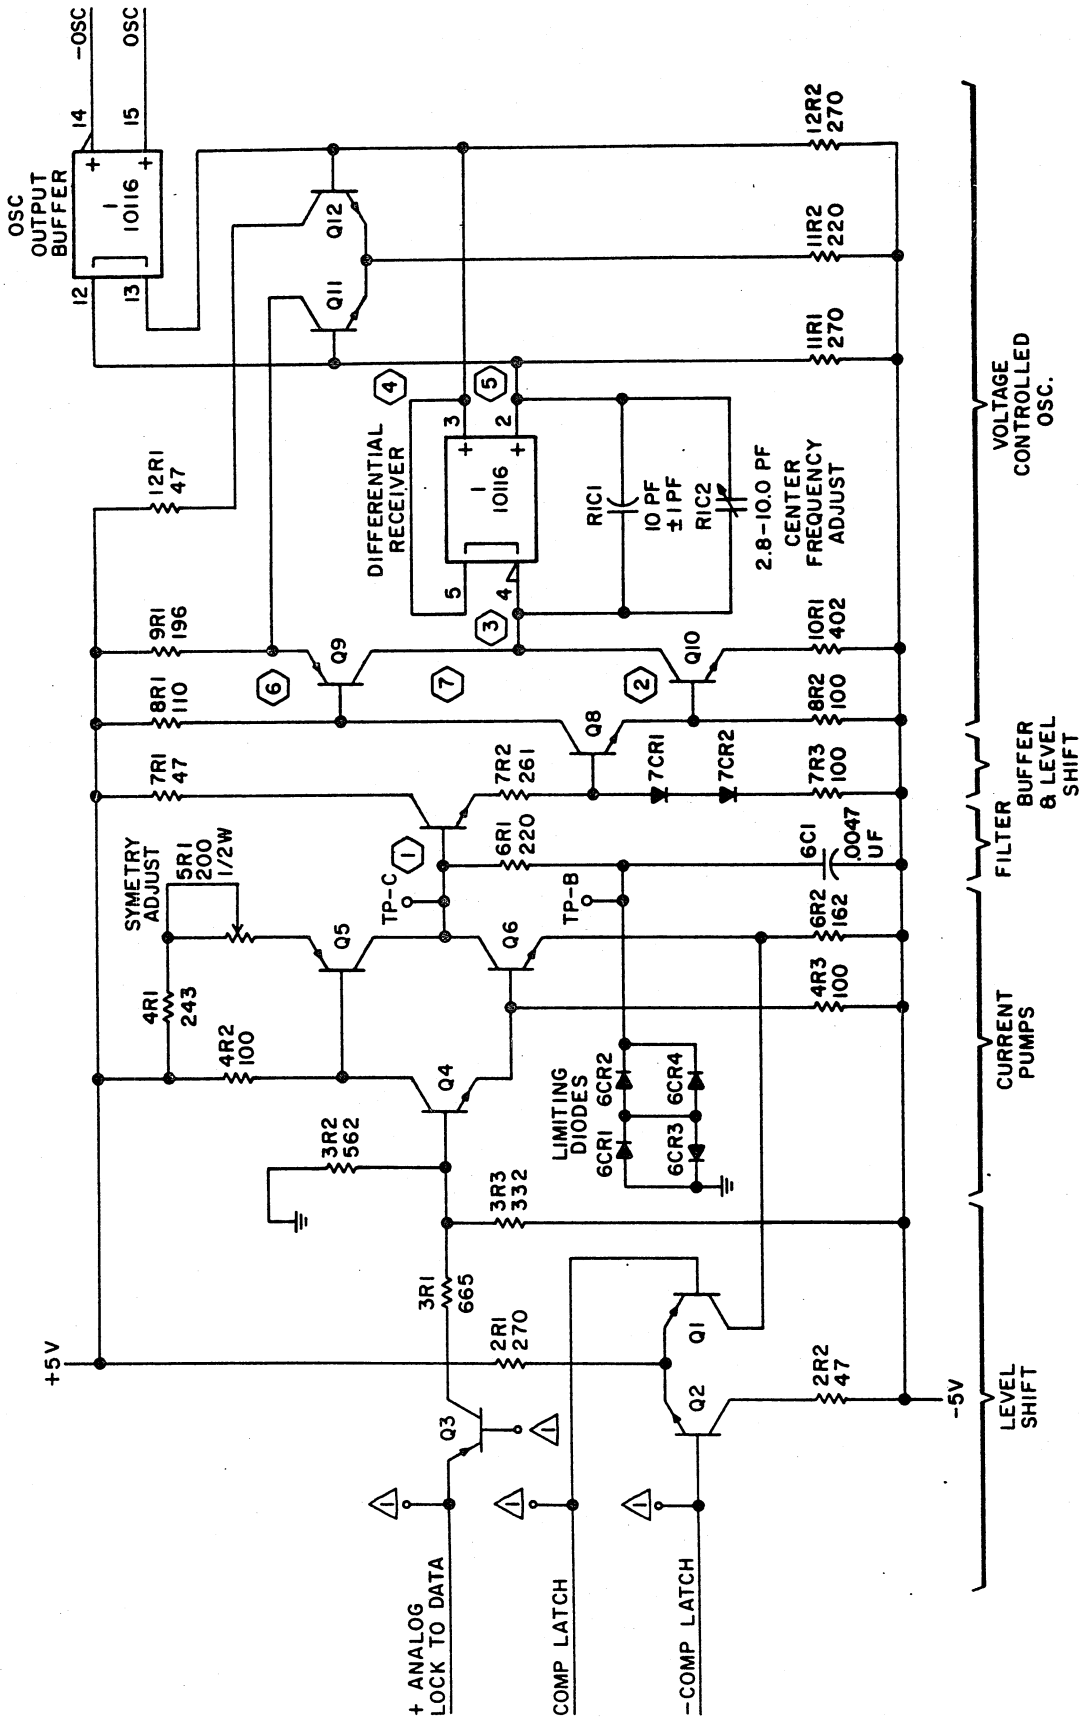 +5V
-5V
+ ANALOG
LOCK TO DATA
COMP LATCH
-COMP LATCH
1
1
1
1
Q3
Q2
Q1
2R1
270
2R2
47
3R1
665
3R2
562
3R3
332
LEVEL
SHIFT
4R1
243
4R2
100
SYMETRY
ADJUST
5R1
200
1/2W
Q4
Q5
Q6
TP-C
TP-B
LIMITING
DIODES
6CR1
6CR2
6CR3
6CR4
4R3
100
6R2
162
CURRENT
PUMPS
1
6R1
220
6C1
.0047
UF
FILTER
7R1
47
7R2
261
7CR1
7CR2
7R3
100
BUFFER
& LEVEL
SHIFT
8R1
110
Q8
8R2
100
9R1
196
6
Q9
7
2
Q10
10R1
402
3
DIFFERENTIAL
RECEIVER
5
4
1
10116
+
+
3
2
4
5
R1C1
10 PF
±1 PF
R1C2
2.8-10.0 PF
CENTER
FREQUENCY
ADJUST
12R1
47
Q11
Q12
11R1
270
11R2
220
12R2
270
VOLTAGE
CONTROLLED
OSC.
OSC
OUTPUT
BUFFER
12
13
1
10116
+
+
14
15
-OSC
OSC